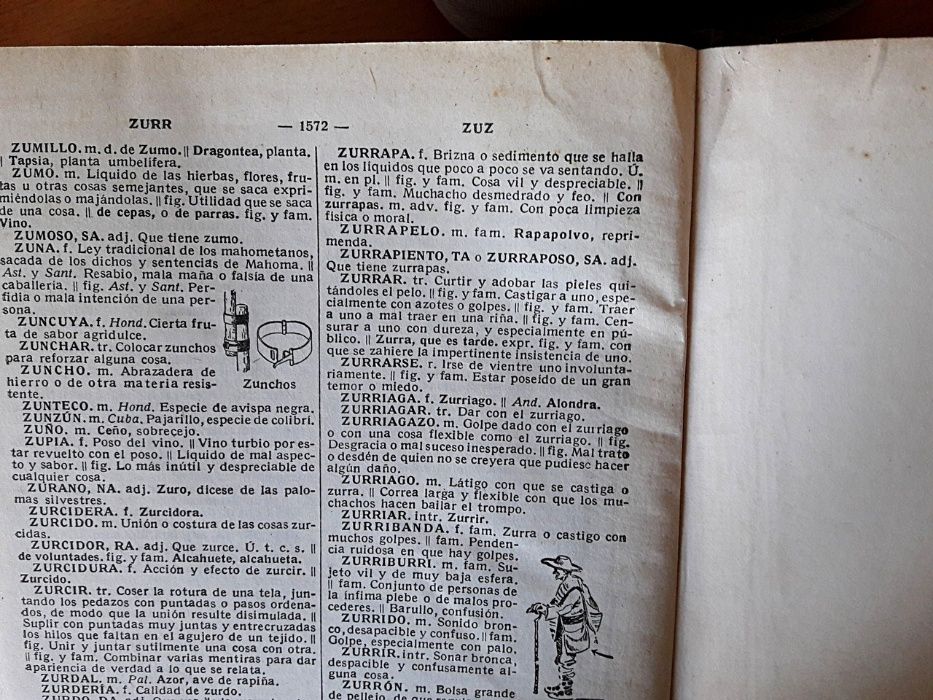 ZURR
— 1572 —
ZUZ
ZUMILLO. m. d. de Zumo. || Dragontea, planta.
| Tapsia, planta umbelífera.
ZUMO. m. Líquido de las hierbas, flores, fru-
tas u otras cosas semejantes, que se saca expri-
miéndolas o majándolas. || fig. Utilidad que se saca
de una cosa. || de cepas, o de parras. fig. y fam.
Vino.
ZUMOSO, SA. adj. Que tiene zumo.
ZUNA. f. Ley tradicional de los mahometanos,
sacada de los dichos y sentencias de Mahoma. ||
Ast. y Sant. Resabio, mala maña o falsía de una
caballería. || fig. Ast. y Sant. Per-
fidia o mala intención de una per-
sona.
ZUNCUYA. f. Hond. Cierta fru-
ta de sabor agridulce.
ZUNCHAR. tr. Colocar zunchos
para reforzar alguna cosa.
ZUNCHO. m. Abrazadera de
hierro o de otra materia resis-
tente.
Zunchos
ZUNTECO. m. Hond. Especie de avispa negra.
ZUNZÚN. m. Cuba. Pajarillo, especie de colibrí.
ZUÑO. m. Ceño, sobrecejo.
ZUPIA. f. Poso del vino. || Vino turbio por es-
tar revuelto con el poso. || Líquido de mal aspec-
to y sabor. || fig. Lo más inútil y despreciable de
cualquier cosa.
ZURANO, NA. adj. Zuro, dícese de las palo-
mas silvestres.
ZURCIDERA. f. Zurcidora.
ZURCIDO. m. Unión o costura de las cosas zur-
cidas.
ZURCIDOR, RA. adj. Que zurce. Ú. t. c. s. ||
de voluntades. fig. y fam. Alcahuete, alcahueta.
ZURCIDURA. f. Acción y efecto de zurcir. ||
Zurcido.
ZURCIR. tr. Coser la rotura de una tela, jun-
tando los pedazos con puntadas o pasos ordena-
dos, de modo que la unión resulte disimulada. ||
Suplir con puntadas muy juntas y entrecruzadas
los hilos que faltan en el agujero de un tejido. ||
fig. Unir y juntar sutilmente una cosa con otra.
|| fig. y fam. Combinar varias mentiras para dar
apariencia de verdad a lo que se relata.
ZURDAL. m. Pal. Azor, ave de rapiña.
ZURDERÍA. f. Calidad de zurdo.
ZURRAPA. f. Brizna o sedimento que se halla
en los líquidos que poco a poco se va sentando. Ú.
m. en pl. || fig. y fam. Cosa vil y despreciable. ||
fig. y fam. Muchacho desmedrado y feo. || Con
zurrapas. m. adv. fig. y fam. Con poca limpieza
física o moral.
ZURRAPELO. m. fam. Rapapolvo, repri-
menda.
ZURRAPIENTO, TA o ZURRAPOSO, SA. adj.
Que tiene zurrapas.
ZURRAR. tr. Curtir y adobar las pieles qui-
tándoles el pelo. || fig. y fam. Castigar a uno, espe-
cialmente con azotes o golpes. || fig. y fam. Traer
a uno a mal traer en una riña. || fig. y fam. Cen-
surar a uno con dureza, y especialmente en pú-
blico. || Zurra, que es tarde. expr. fig. y fam. con
que se zahiere la impertinente insistencia de uno.
ZURRARSE. r. Irse de vientre uno involunta-
riamente. || fig. y fam. Estar poseído de un gran
temor o miedo.
ZURRIAGA. f. Zurriago. || And. Alondra.
ZURRIAGAR. tr. Dar con el zurriago.
ZURRIAGAZO. m. Golpe dado con el zurriago
o con una cosa flexible como el zurriago. || fig.
Desgracia o mal suceso inesperado. || fig. Mal trato
o desdén de quien no se creyera que pudiese hacer
algún daño.
ZURRIAGO. m. Látigo con que se castiga o
zurra. || Correa larga y flexible con que los mu-
chachos hacen bailar el trompo.
ZURRIAR. intr. Zurrir.
ZURRIBANDA. f. fam. Zurra o castigo con
muchos golpes. || fam. Penden-
cia ruidosa en que hay golpes.
ZURRIBURRI. m. fam. Su-
jeto vil y de muy baja esfera.
|| fam. Conjunto de personas de
la ínfima plebe o de malos pro-
cederes. || Barullo, confusión.
ZURRIDO. m. Sonido bron-
co, desapacible y confuso. || fam.
Golpe, especialmente con palo.
ZURRIR. intr. Sonar bronca,
despacible y confusamente al-
guna cosa.
ZURRÓN. m. Bolsa grande
de pellejo, de que regula